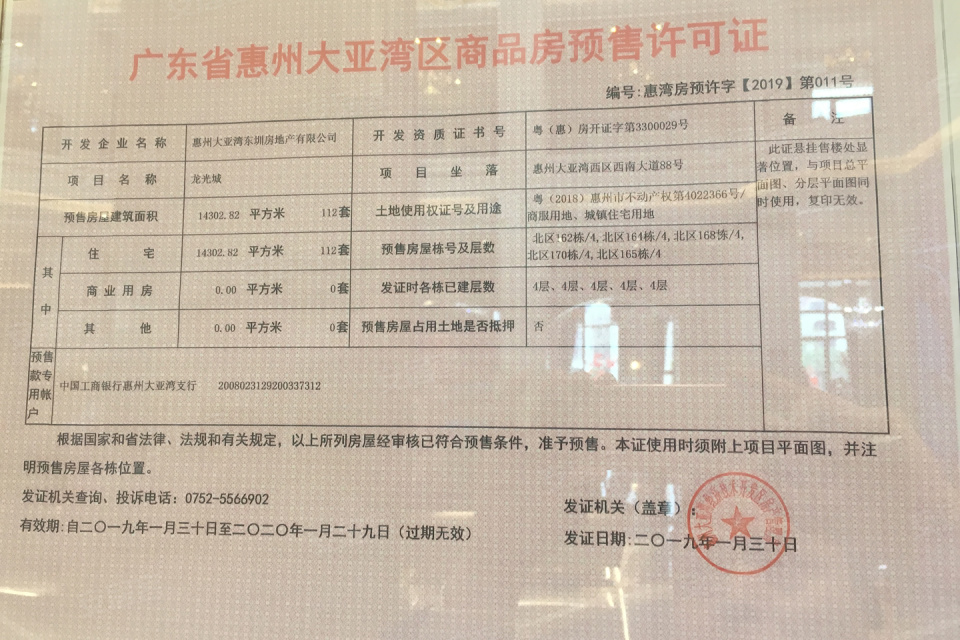 广东省惠州大亚湾区商品房预售许可证
编号:惠湾房预许字【2019】第011号
开发企业名称 惠州大亚湾东圳房地产有限公司 开发资质证书号 粤（惠）房开证字第3300029号 备 注
项目名称 龙光城 项目坐落 惠州大亚湾西区西南大道88号
此证悬挂售楼处显
著位置，与项目总平
面图、分层平面图同
时使用，复印无效。
预售房屋建筑面积 14302.82 平方米 112套 土地使用权证号及用途
粤（2018）惠州市不动产权第4022366号/
商服用地、城镇住宅用地
其中
住宅 14302.82 平方米 112套 预售房屋栋号及层数
北区162栋/4,北区164栋/4,北区168栋/4,
北区170栋/4,北区165栋/4
商业用房 0.00 平方米 0套 发证时各栋已建层数 4层、4层、4层、4层、4层
其他 0.00 平方米 0套 预售房屋占用土地是否抵押 否
预售
款专
用帐
户
中国工商银行惠州大亚湾支行 2008023129200337312
根据国家和省法律、法规和有关规定，以上所列房屋经审核已符合预售条件，准予预售。本证使用时须附上项目平面图，并注
明预售房屋各栋位置。
发证机关查询、投诉电话：0752-5566902
有效期:自二〇一九年一月三十日至二〇二〇年一月二十九日（过期无效）
发证机关（盖章）：
发证日期:二〇一九年一月三十日